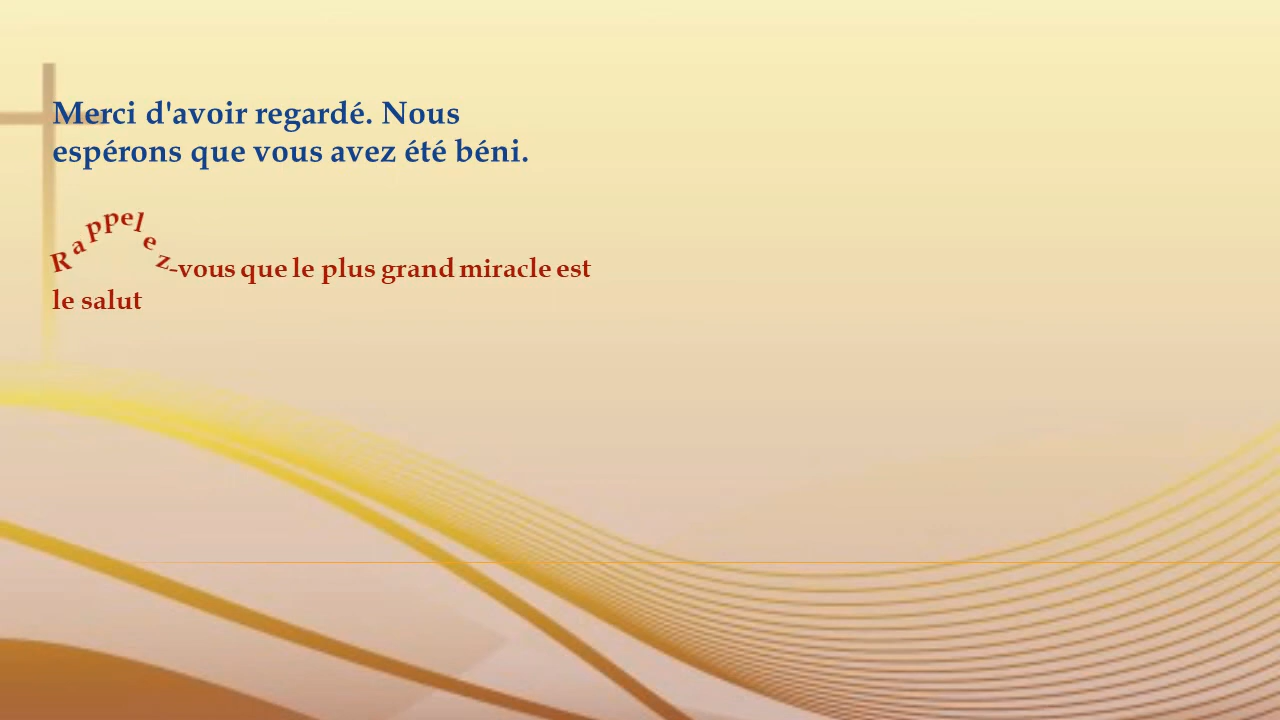 Merci d'avoir regardé. Nous
espérons que vous avez été béni.
Rappelez-vous que le plus grand miracle est
le salut